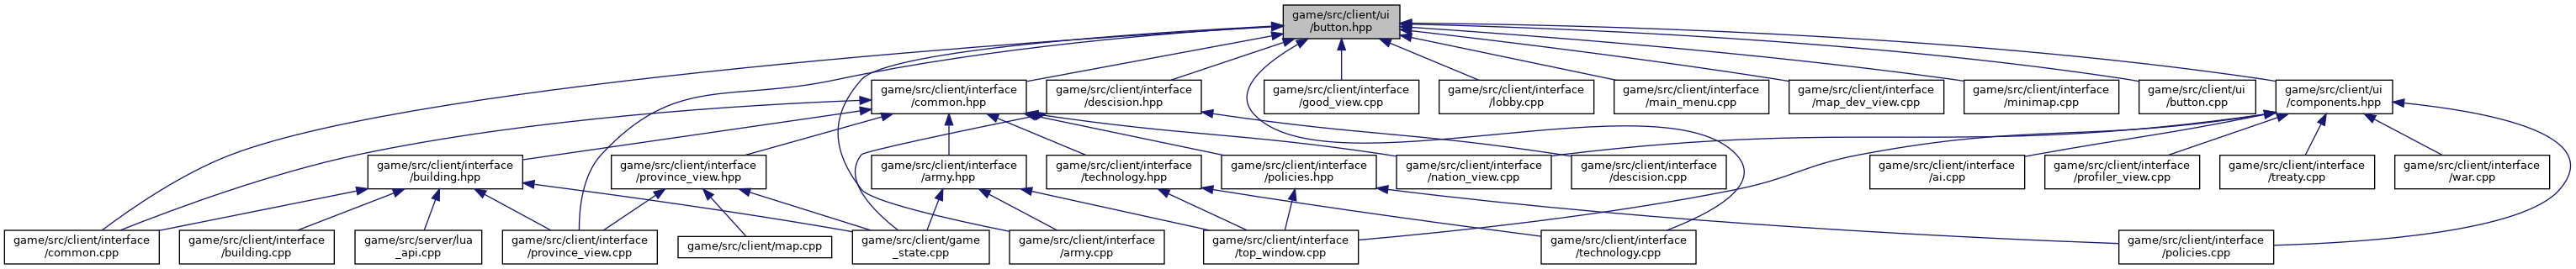 game/src/client/ui
/button.hpp
game/src/client/interface
/common.hpp
game/src/client/interface
/descision.hpp
game/src/client/interface
/good_view.cpp
game/src/client/interface
/lobby.cpp
game/src/client/interface
/main_menu.cpp
game/src/client/interface
/map_dev_view.cpp
game/src/client/interface
/minimap.cpp
game/src/client/ui
/button.cpp
game/src/client/ui
/components.hpp
game/src/client/interface
/building.hpp
game/src/client/interface
/province_view.hpp
game/src/client/interface
/army.hpp
game/src/client/interface
/technology.hpp
game/src/client/interface
/policies.hpp
game/src/client/interface
/nation_view.cpp
game/src/client/interface
/descision.cpp
game/src/client/interface
/ai.cpp
game/src/client/interface
/profiler_view.cpp
game/src/client/interface
/treaty.cpp
game/src/client/interface
/war.cpp
game/src/client/interface
/common.cpp
game/src/client/interface
/building.cpp
game/src/server/lua
_api.cpp
game/src/client/interface
/province_view.cpp
game/src/client/map.cpp
game/src/client/game
_state.cpp
game/src/client/interface
/army.cpp
game/src/client/interface
/top_window.cpp
game/src/client/interface
/technology.cpp
game/src/client/interface
/policies.cpp